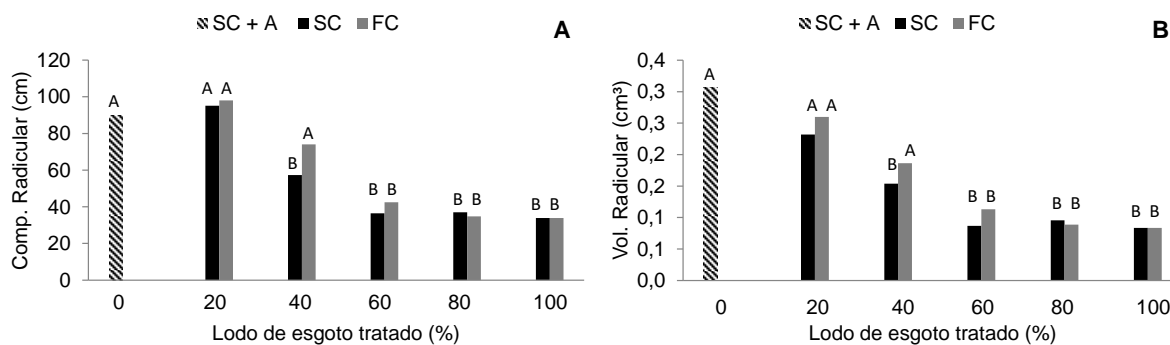 SC + A SC FC
A
Comp. Radicular (cm)
120
100
80
60
40
20
0
A
A A
B A
B B
B B
B B
0 20 40 60 80 100
Lodo de esgoto tratado (%)
SC + A SC FC
B
Vol. Radicular (cm³)
0,4
0,3
0,3
0,2
0,2
0,1
0,1
0,0
A
A A
B A
B B
B B
B B
0 20 40 60 80 100
Lodo de esgoto tratado (%)